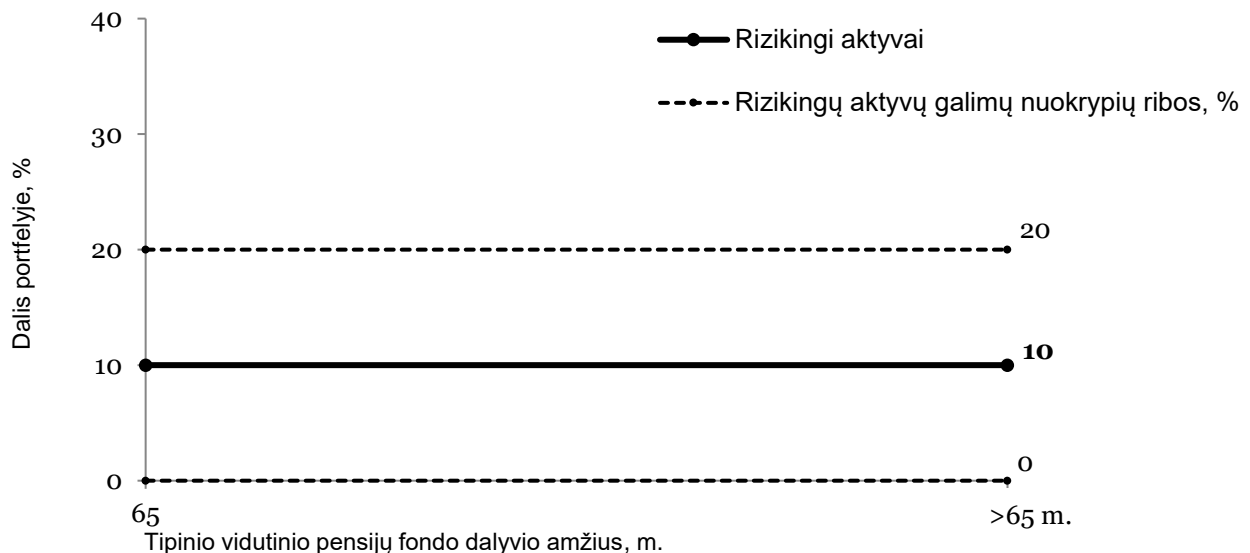 40
Rizikingi aktyvai
Rizikingų aktyvų galimų nuokrypių ribos, %
30
Dalis portfelyje, %
20
20
10
10
0
0
65
>65 m.
Tipinio vidutinio pensijų fondo dalyvio amžius, m.